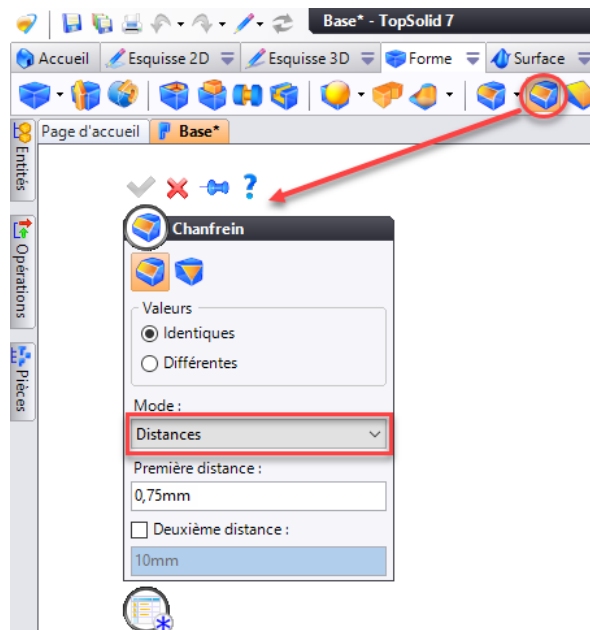 Base* - TopSolid 7
Accueil Esquisse 2D Esquisse 3D Forme Surface
Page d'accueil Base*
Entités
Opérations
Pièces
?
Chanfrein
Valeurs
Identiques
Différentes
Mode :
Distances
Première distance :
0,75mm
Deuxième distance :
10mm